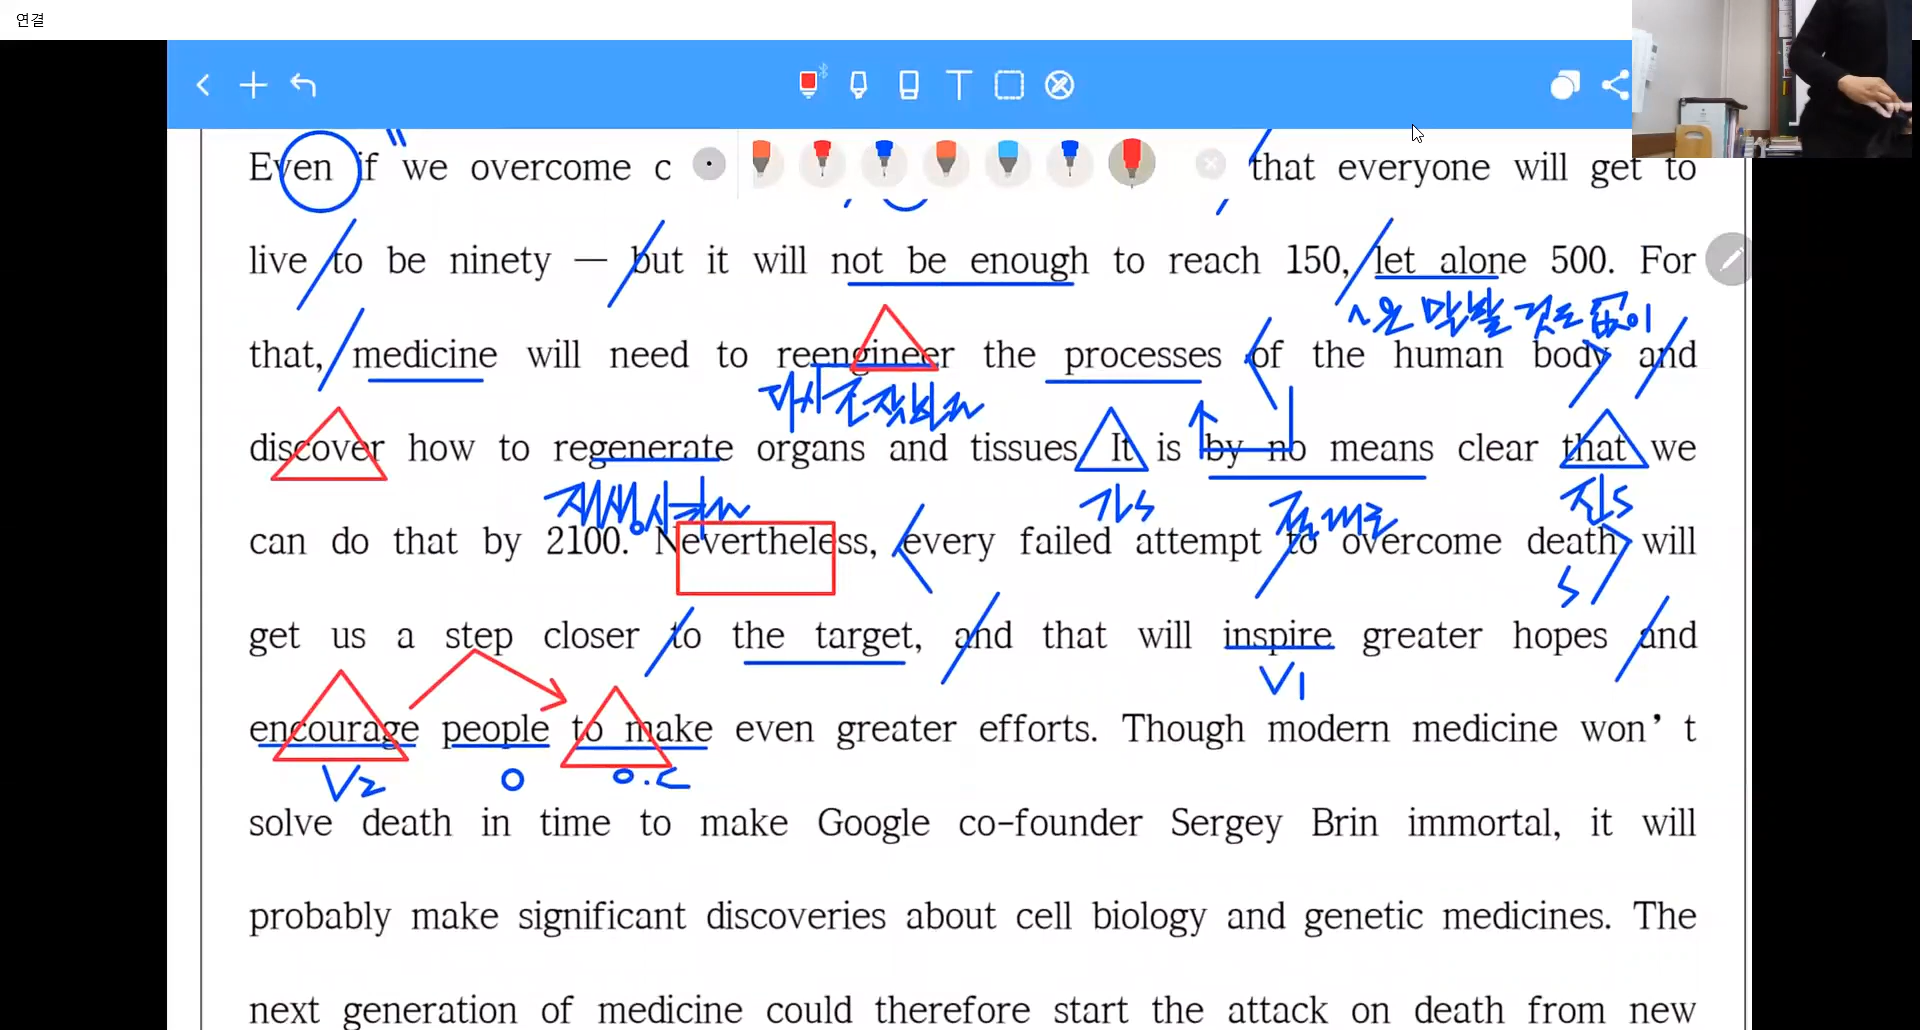 연결
Even if we overcome c that everyone will get to
live to be ninety — but it will not be enough to reach 150, let alone 500. For
~은 말할 것도 없이
that, medicine will need to reengineer the processes of the human body and
다시 조작하다
discover how to regenerate organs and tissues. It is by no means clear that we
재생시키다 가S 절대로 진S
can do that by 2100. Nevertheless, every failed attempt to overcome death will
S
get us a step closer to the target, and that will inspire greater hopes and
V1
encourage people to make even greater efforts. Though modern medicine won't
V2 O O.C
solve death in time to make Google co-founder Sergey Brin immortal, it will
probably make significant discoveries about cell biology and genetic medicines. The
next generation of medicine could therefore start the attack on death from new